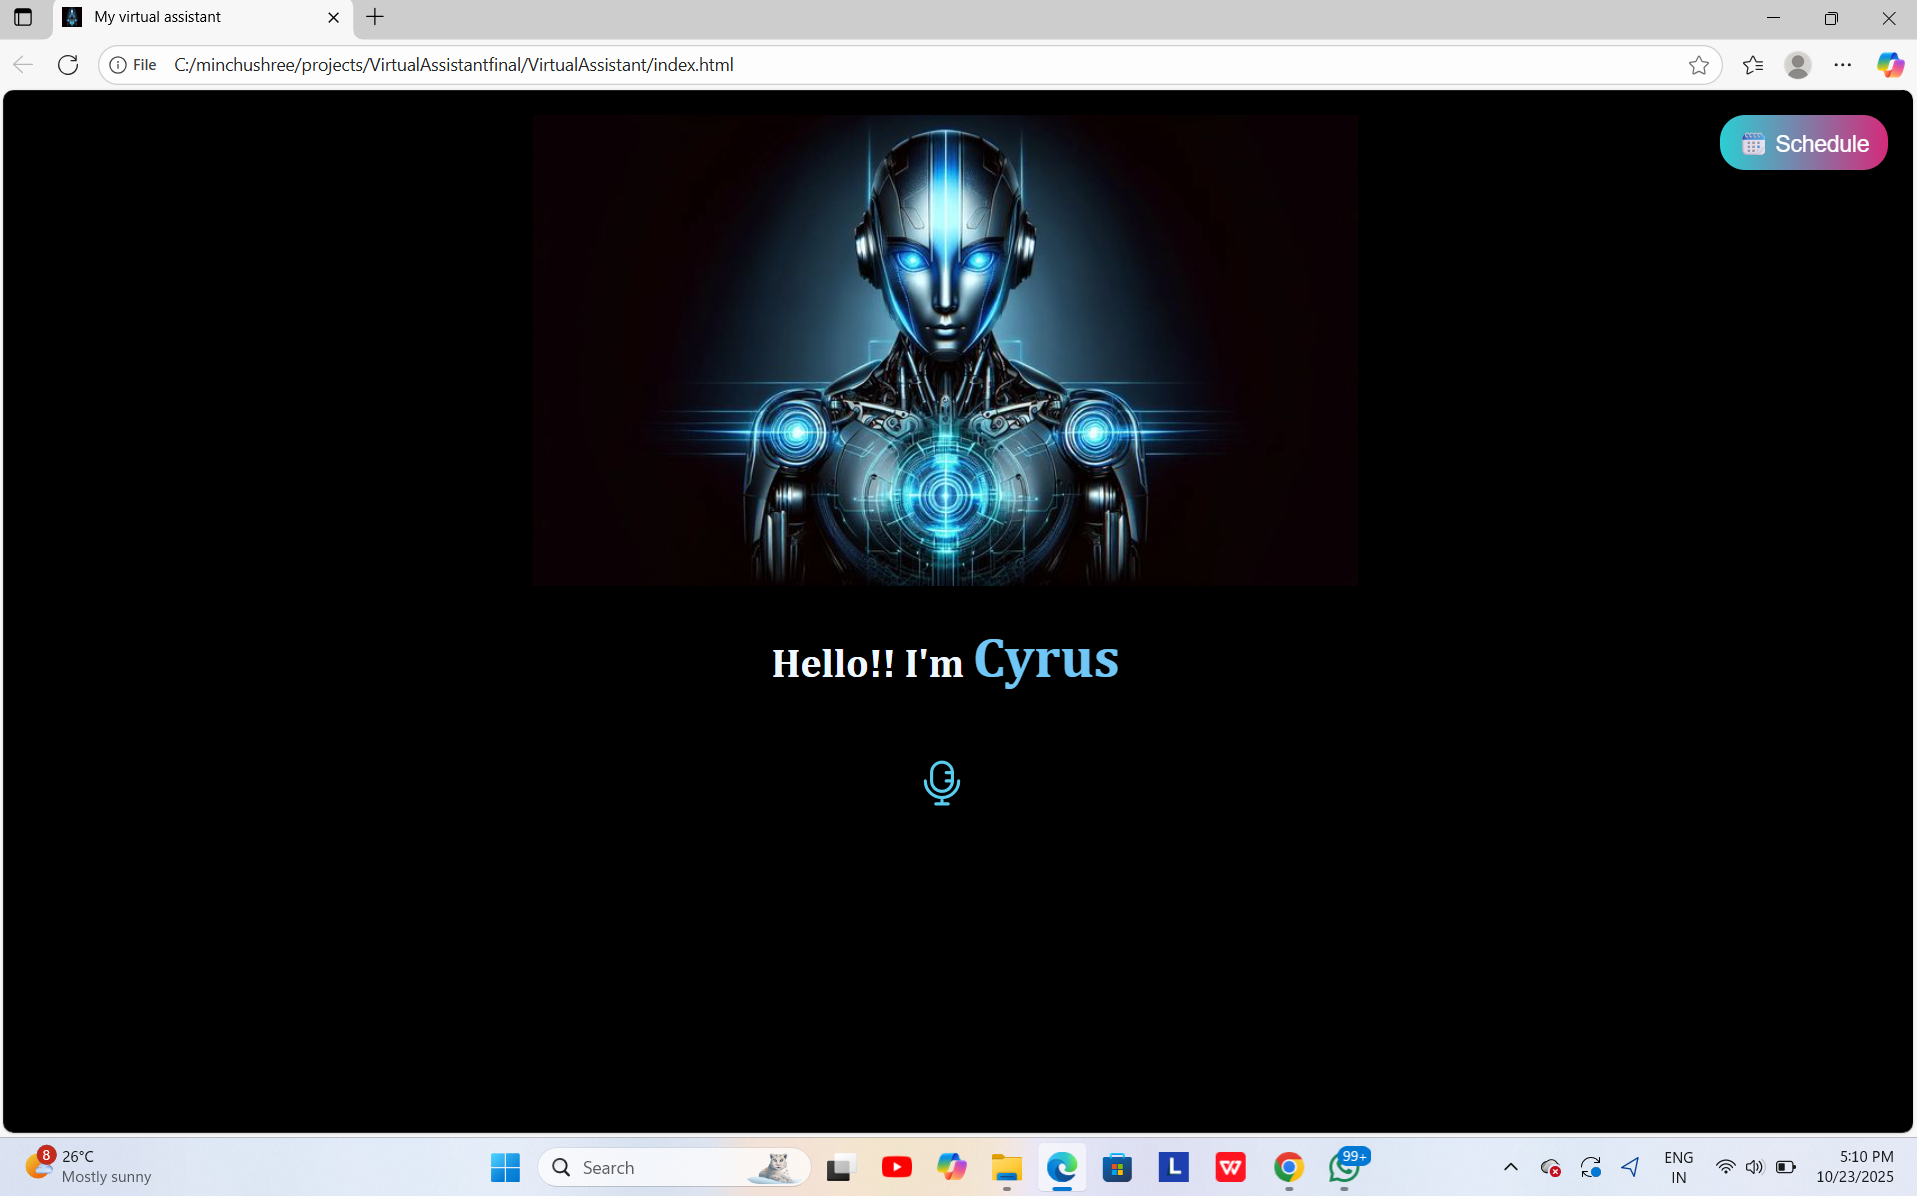 My virtual assistant
File C:/minchushree/projects/VirtualAssistantfinal/VirtualAssistant/index.html
Schedule
Hello!! I'm Cyrus
8
26°C
Mostly sunny
Search
L
W
99+
ENG
IN
5:10 PM
10/23/2025